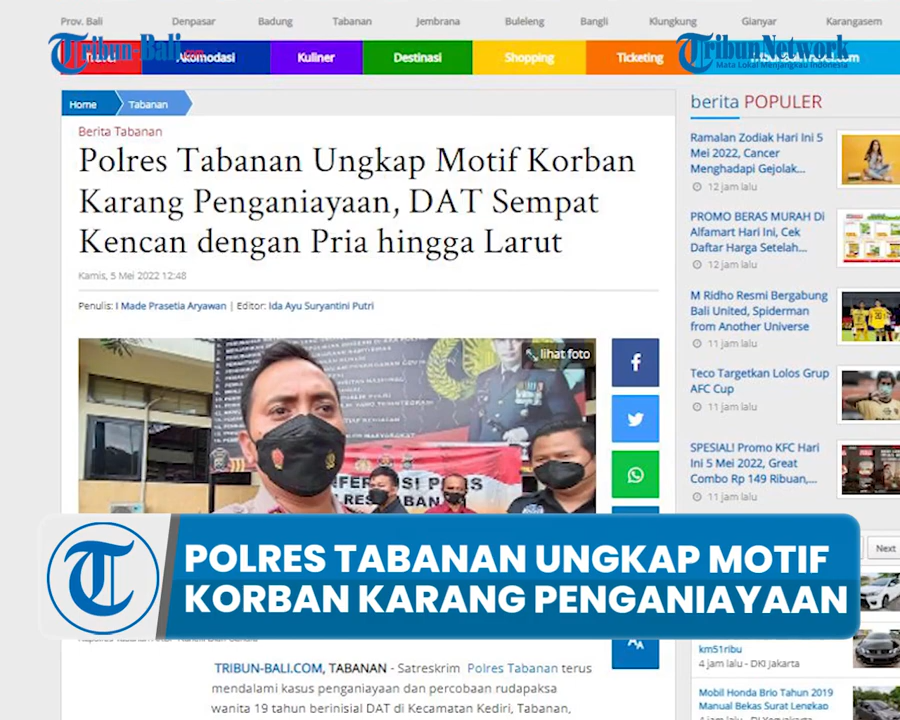 Prov. Bali Denpasar Badung Tabanan Jembrana Buleleng Bangli Klungkung Gianyar Karangasem
Tribun-Bali.com
TribunNetwork
Mata Lokal Menjangkau Indonesia
Akomodasi Kuliner Destinasi Shopping Ticketing
Home Tabanan
Berita Tabanan
Polres Tabanan Ungkap Motif Korban
Karang Penganiayaan, DAT Sempat
Kencan dengan Pria hingga Larut
Kamis, 5 Mei 2022 12:48
Penulis: I Made Prasetia Aryawan | Editor: Ida Ayu Suryantini Putri
lihat foto
POLRES TABANAN UNGKAP MOTIF
KORBAN KARANG PENGANIAYAAN
TRIBUN-BALI.COM, TABANAN - Satreskrim Polres Tabanan terus
mendalami kasus penganiayaan dan percobaan rudapaksa
wanita 19 tahun berinisial DAT di Kecamatan Kediri, Tabanan,
berita POPULER
Ramalan Zodiak Hari Ini 5
Mei 2022, Cancer
Menghadapi Gejolak...
12 jam lalu
PROMO BERAS MURAH Di
Alfamart Hari Ini, Cek
Daftar Harga Setelah...
12 jam lalu
M Ridho Resmi Bergabung
Bali United, Spiderman
from Another Universe
11 jam lalu
Teco Targetkan Lolos Grup
AFC Cup
11 jam lalu
SPESIAL! Promo KFC Hari
Ini 5 Mei 2022, Great
Combo Rp 149 Ribuan,...
11 jam lalu
Next
km51ribu
4 jam lalu - DKI Jakarta
Mobil Honda Brio Tahun 2019
Manual Bekas Surat Lengkap